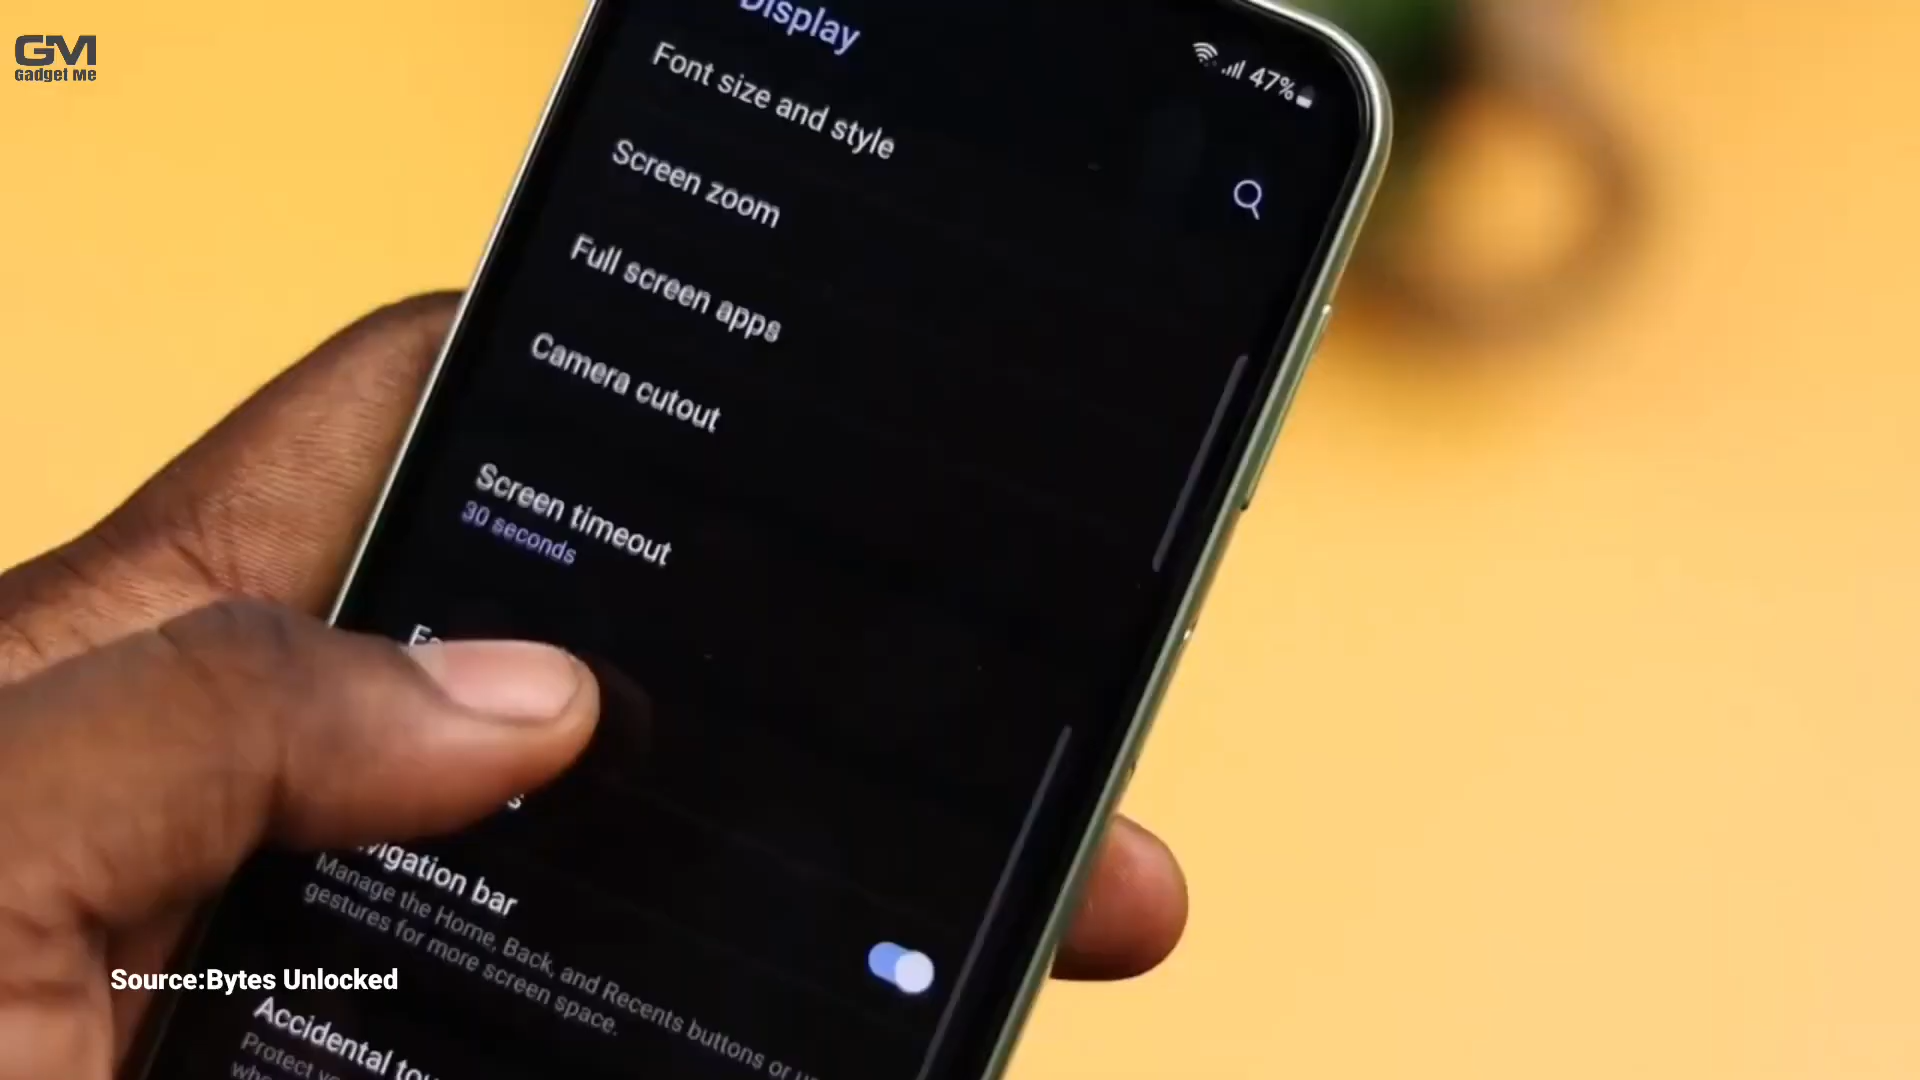 GM
Gadget Me
Display
47%
Font size and style
Screen zoom
Full screen apps
Camera cutout
Screen timeout
30 seconds
Navigation bar
Manage the Home, Back, and Recents buttons or
gestures for more screen space.
Source:Bytes Unlocked
Accidental
Protect